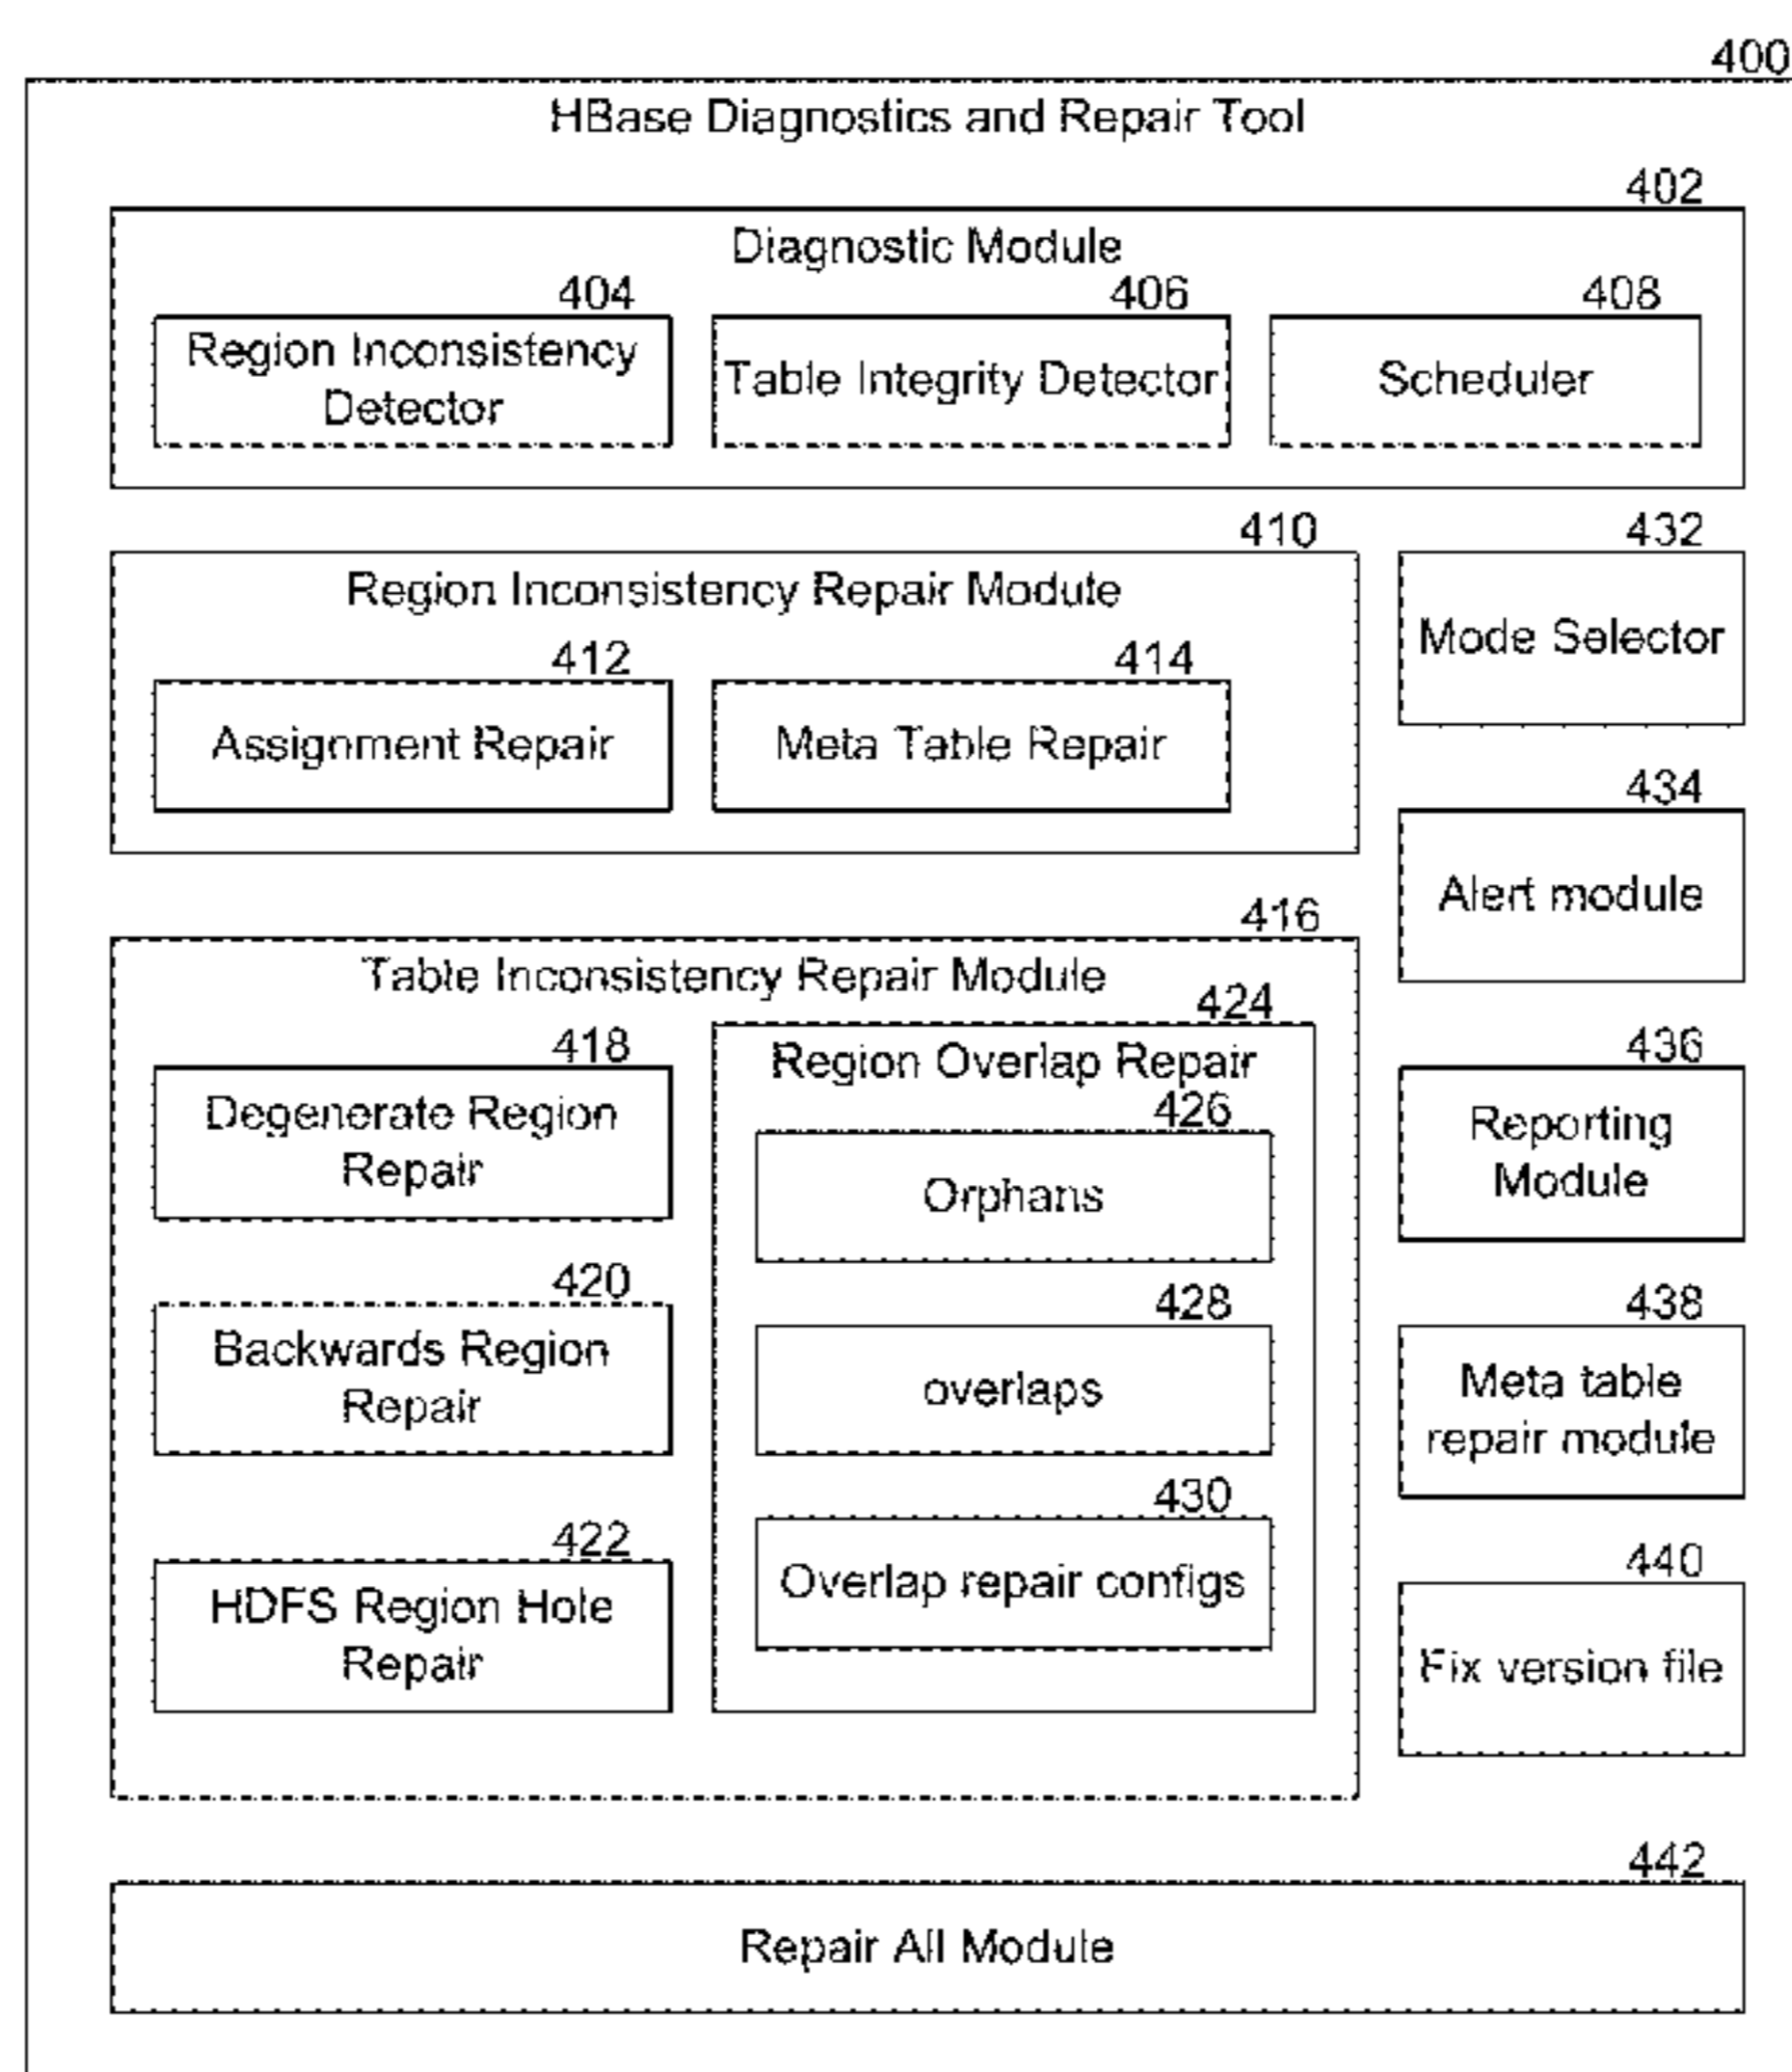 400
HBase Diagnostics and Repair Tool
402
Diagnostic Module
404
Region Inconsistency
Detector
406
Table Integrity Detector
408
Scheduler
410
Region Inconsistency Repair Module
412
Assignment Repair
414
Meta Table Repair
432
Mode Selector
434
Alert module
416
Table Inconsistency Repair Module
418
Degenerate Region
Repair
420
Backwards Region
Repair
422
HDFS Region Hole
Repair
424
Region Overlap Repair
426
Orphans
428
overlaps
430
Overlap repair configs
436
Reporting
Module
438
Meta table
repair module
440
Fix version file
442
Repair All Module